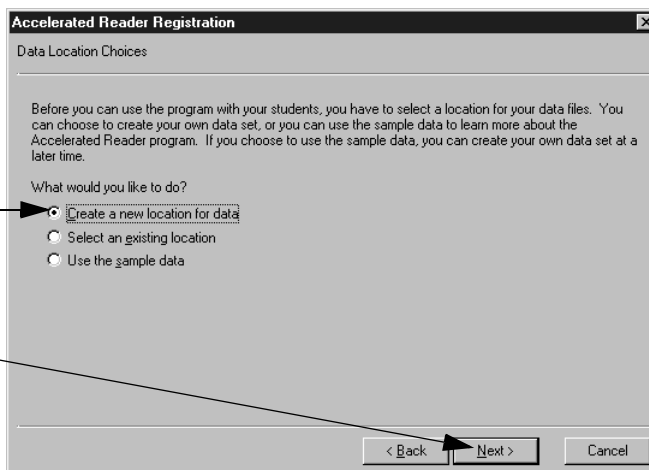 Accelerated Reader Registration
Data Location Choices
Before you can use the program with your students, you have to select a location for your data files. You
can choose to create your own data set, or you can use the sample data to learn more about the
Accelerated Reader program. If you choose to use the sample data, you can create your own data set at a
later time.
What would you like to do?
Create a new location for data
Select an existing location
Use the sample data
< Back Next > Cancel